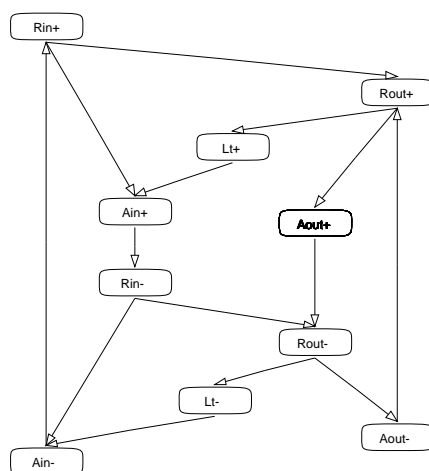 Rin+
Rout+
Lt+
Ain+
Aout+
Rin-
Rout-
Lt-
Aout-
Ain-